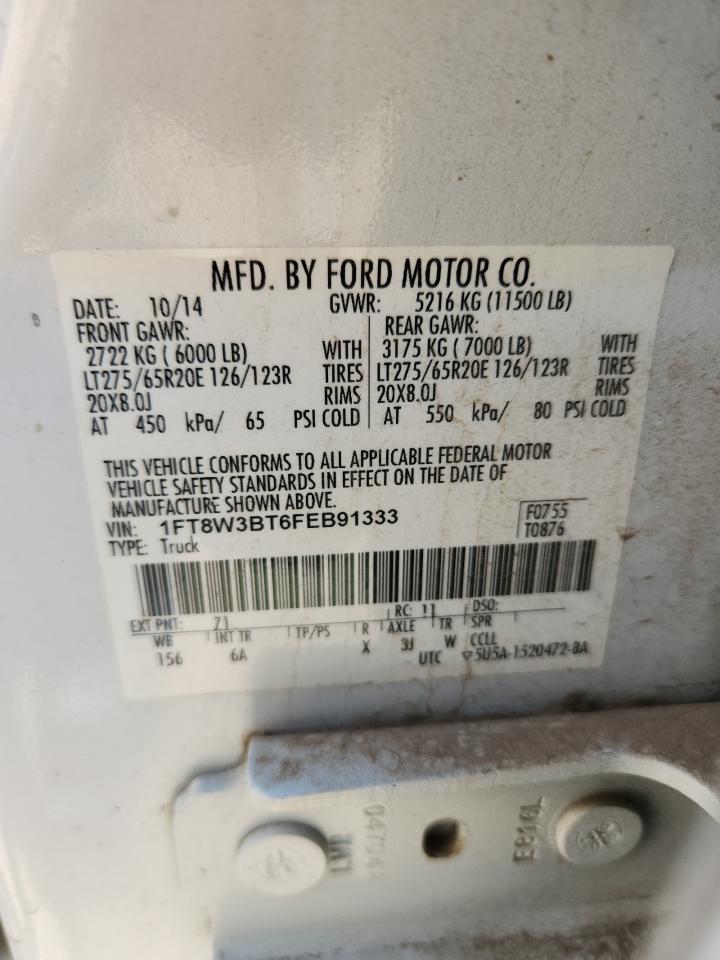 MFD. BY FORD MOTOR CO.
DATE: 10/14 GVWR: 5216 KG (11500 LB)
FRONT GAWR: REAR GAWR:
2722 KG ( 6000 LB) WITH 3175 KG ( 7000 LB) WITH
LT275/65R20E 126/123R TIRES LT275/65R20E 126/123R TIRES
20X8.0J RIMS 20X8.0J RIMS
AT 450 kPa/ 65 PSI COLD AT 550 kPa/ 80 PSI COLD
THIS VEHICLE CONFORMS TO ALL APPLICABLE FEDERAL MOTOR
VEHICLE SAFETY STANDARDS IN EFFECT ON THE DATE OF
MANUFACTURE SHOWN ABOVE.
VIN: 1FT8W3BT6FEB91333 F0755
TYPE: Truck T0876
EXT PNT: Z1 RC: 11 DSO:
WB INT TR TP/PS R AXLE TR SPR
156 6A X 3J W CCLL
UTC ▽5U5A-1520472-BA
LMR
E816L